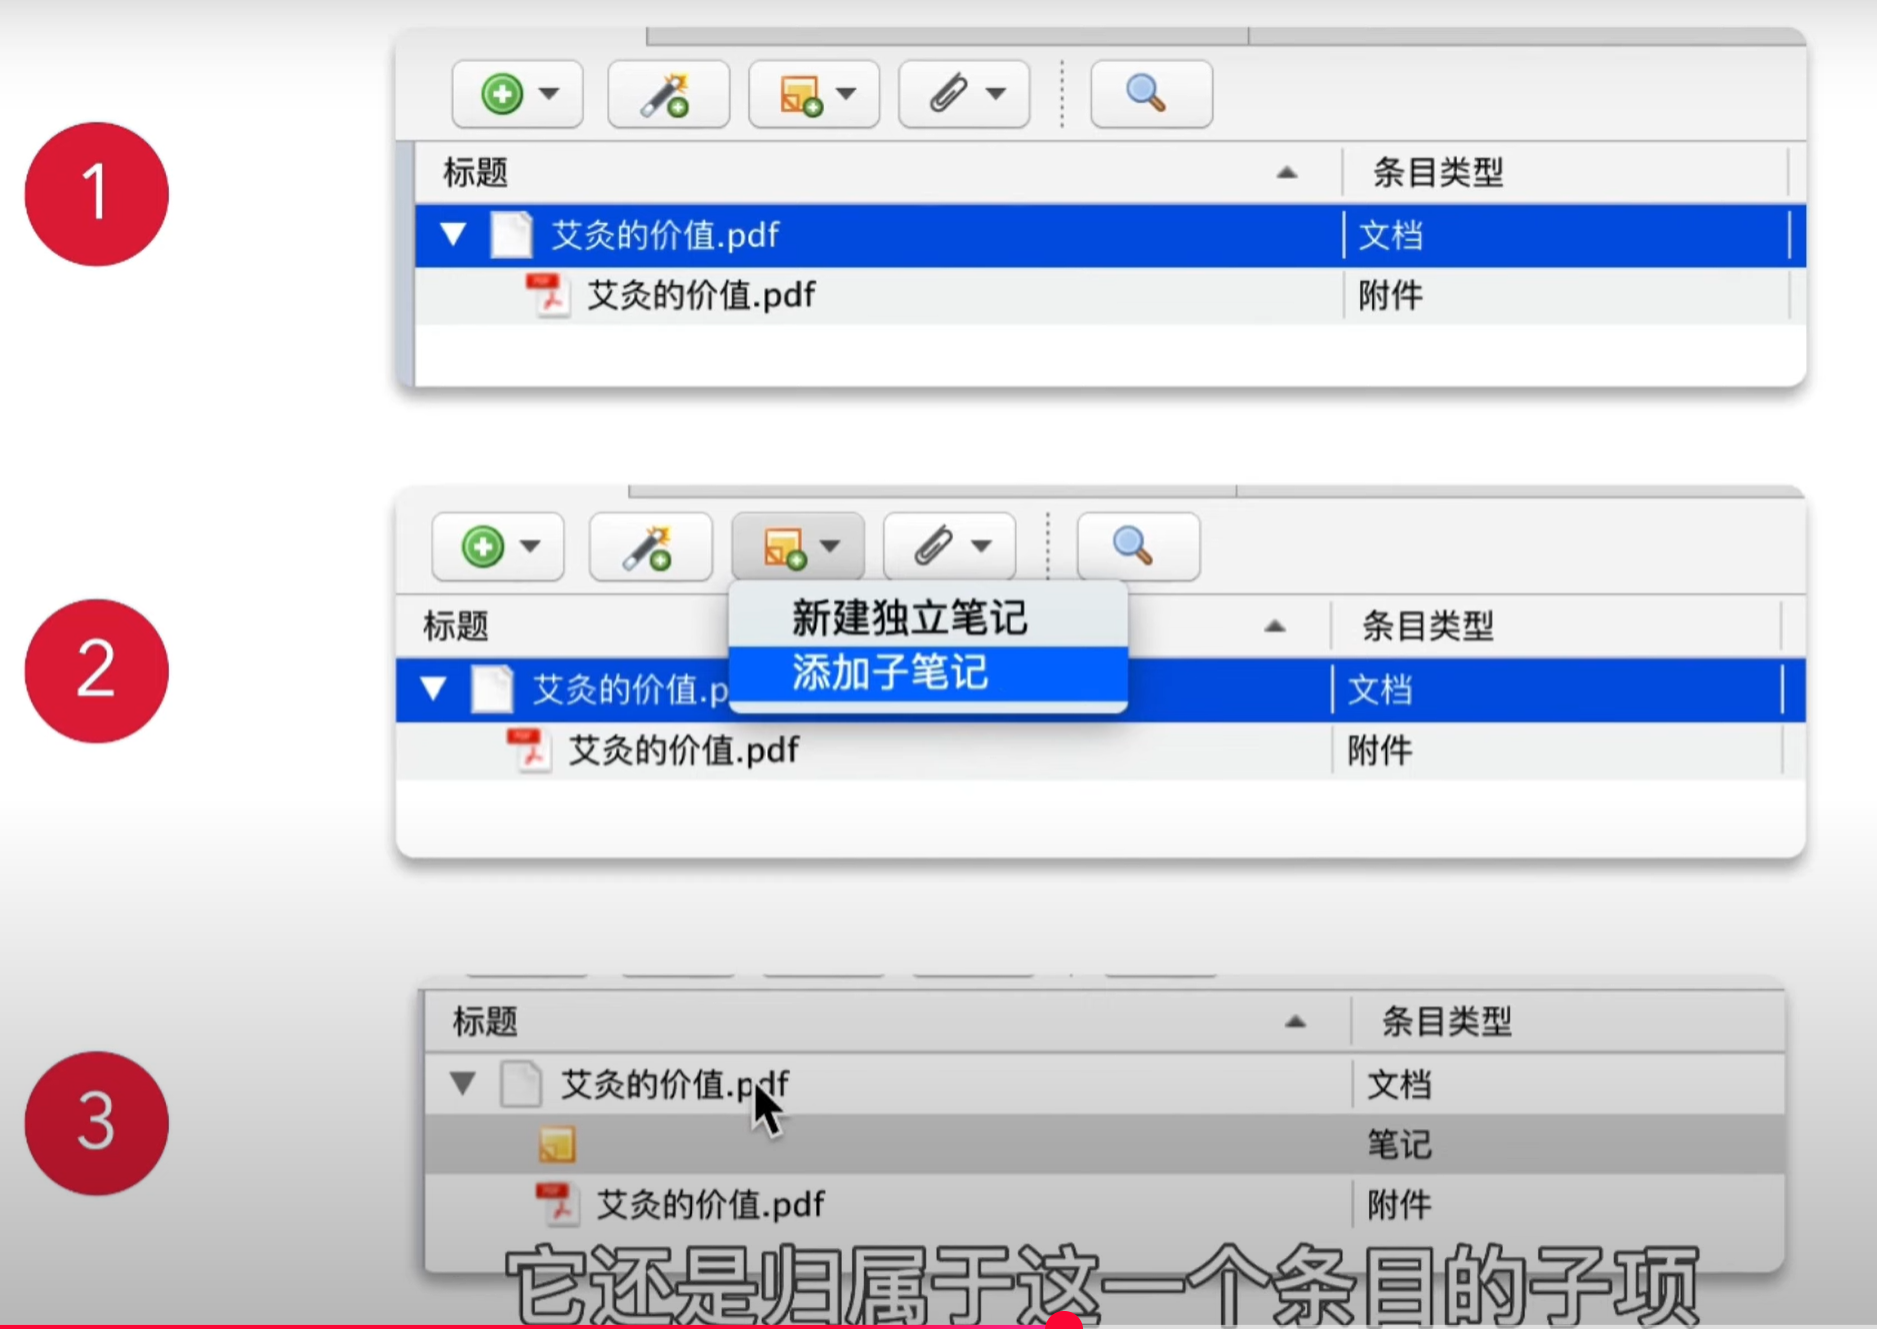 1
标题 条目类型
艾灸的价值.pdf 文档
艾灸的价值.pdf 附件
2
新建独立笔记
标题 条目类型
添加子笔记
艾灸的价值.p 文档
艾灸的价值.pdf 附件
3
标题 条目类型
艾灸的价值.pdf 文档
笔记
艾灸的价值.pdf 附件
它还是归属于这一个条目的子项